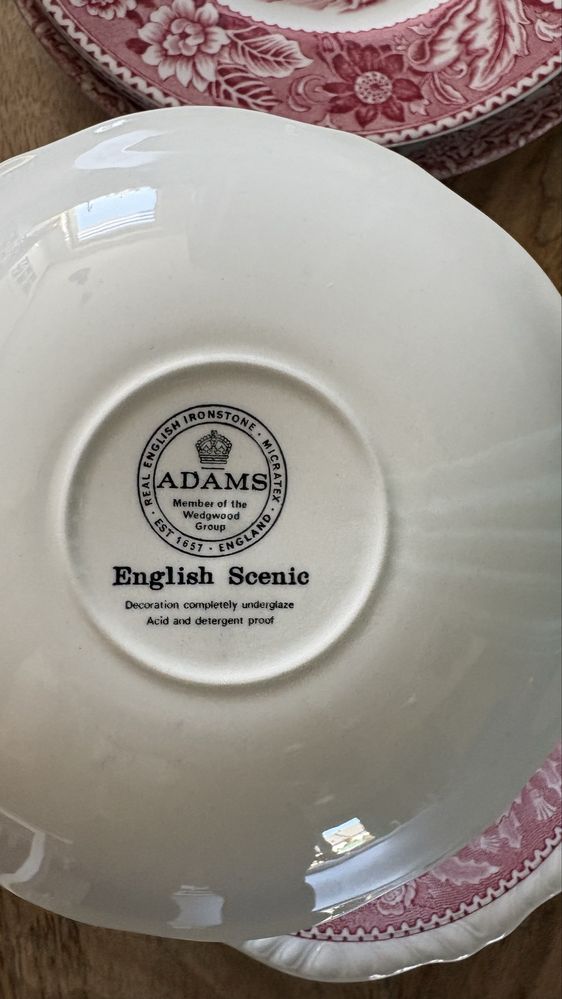 REAL ENGLISH IRONSTONE · MICRATEX ·
ADAMS
Member of the
Wedgwood
Group
EST 1657 · ENGLAND
English Scenic
Decoration completely underglaze
Acid and detergent proof